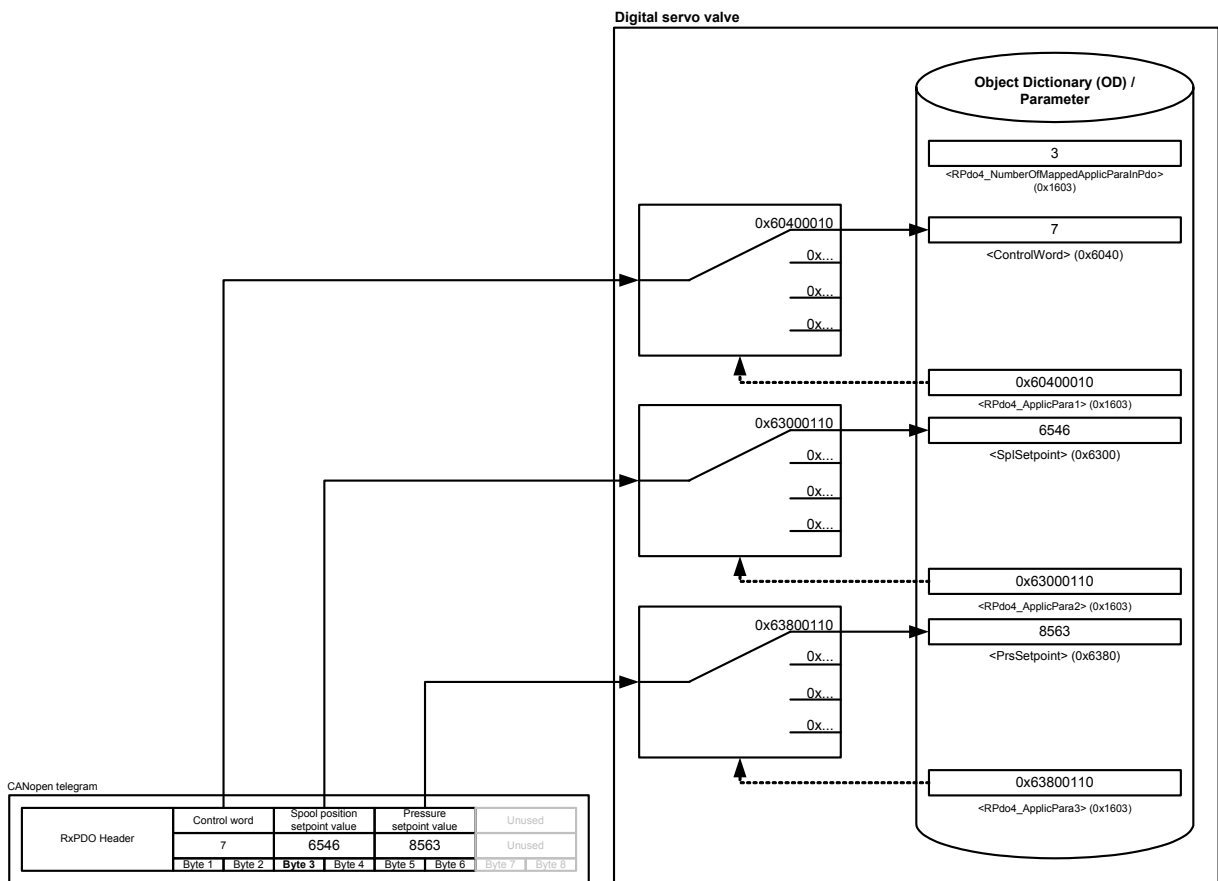 Digital servo valve
Object Dictionary (OD) /
Parameter
3
<RPdo4_NumberOfMappedApplicParaInPdo>
(0x1603)
0x60400010
0x...
0x...
0x...
7
<ControlWord> (0x6040)
0x60400010
<RPdo4_ApplicPara1> (0x1603)
0x63000110
0x...
0x...
0x...
6546
<SplSetpoint> (0x6300)
0x63000110
<RPdo4_ApplicPara2> (0x1603)
0x63800110
0x...
0x...
0x...
8563
<PrsSetpoint> (0x6380)
0x63800110
<RPdo4_ApplicPara3> (0x1603)
CANopen telegram
RxPDO Header
Control word
Spool position
setpoint value
Pressure
setpoint value
Unused
7
6546
8563
Unused
Byte 1
Byte 2
Byte 3
Byte 4
Byte 5
Byte 6
Byte 7
Byte 8